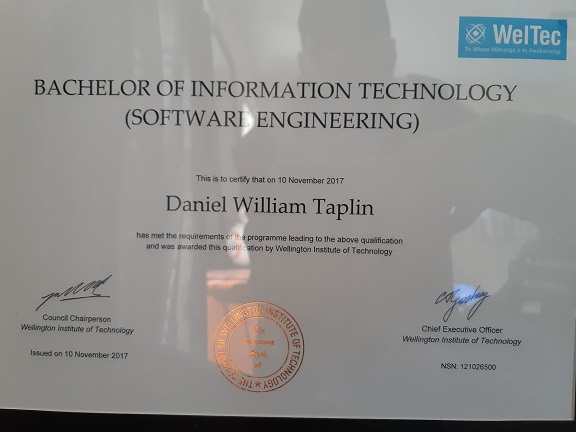 WelTec
Te Whare Wānanga o te Awakairangi
BACHELOR OF INFORMATION TECHNOLOGY
(SOFTWARE ENGINEERING)
This is to certify that on 10 November 2017
Daniel William Taplin
has met the requirements of the programme leading to the above qualification
and was awarded this qualification by Wellington Institute of Technology
Council Chairperson
Wellington Institute of Technology
Issued on 10 November 2017
THE WELLINGTON INSTITUTE OF TECHNOLOGY
The
Seal
of
Chief Executive Officer
Wellington Institute of Technology
NSN: 121026500